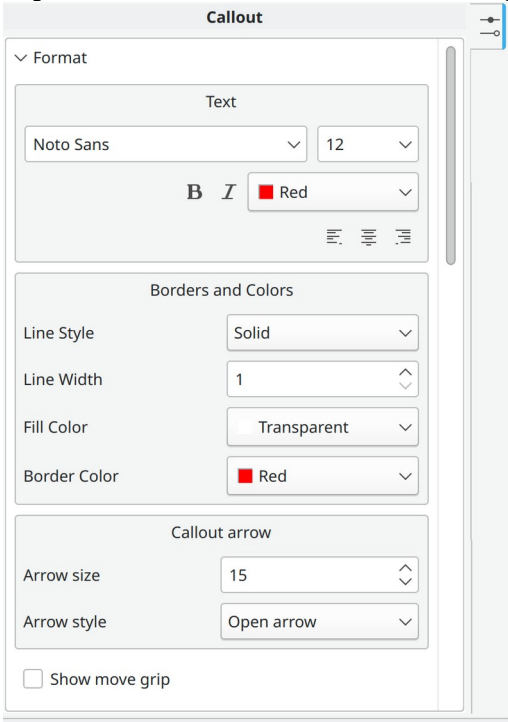 Callout
Format
Text
Noto Sans 12
B I Red
Borders and Colors
Line Style Solid
Line Width 1
Fill Color Transparent
Border Color Red
Callout arrow
Arrow size 15
Arrow style Open arrow
Show move grip